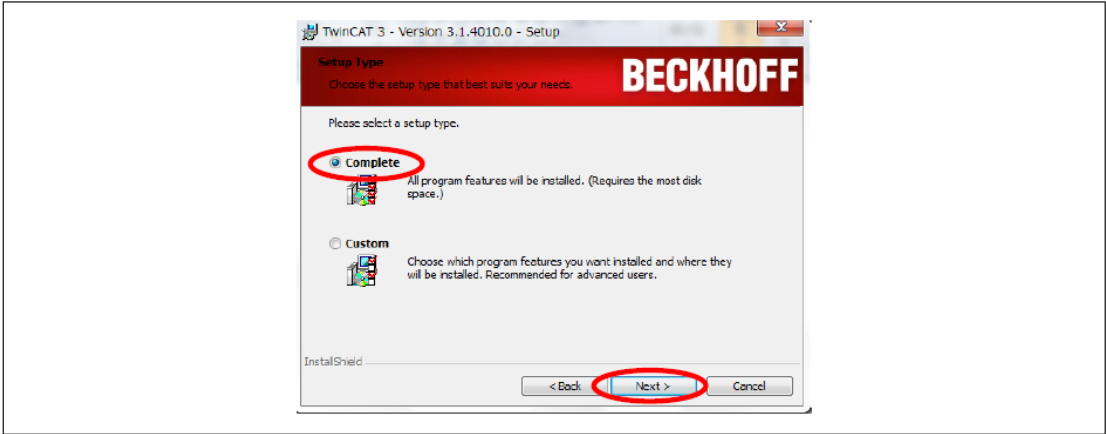 TwinCAT 3 - Version 3.1.4010.0 - Setup
Setup Type
BECKHOFF
Choose the setup type that best suits your needs.
Please select a setup type.
Complete
All program features will be installed. (Requires the most disk
space.)
Custom
Choose which program features you want installed and where they
will be installed. Recommended for advanced users.
InstallShield
< Back Next > Cancel